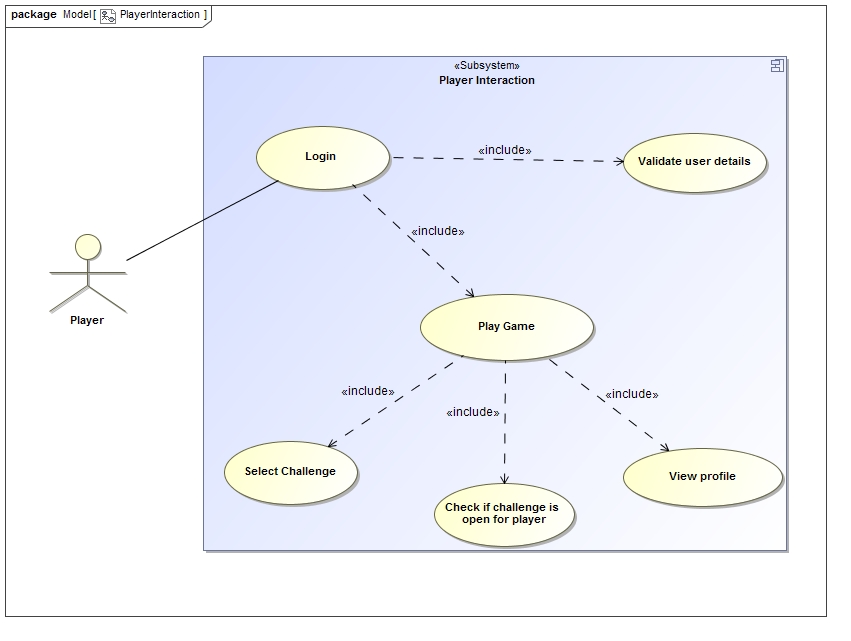 package Model[ PlayerInteraction ]
«Subsystem»
Player Interaction
Login
«include»
Validate user details
«include»
Player
Play Game
«include»
«include»
«include»
Select Challenge
Check if challenge is
open for player
View profile